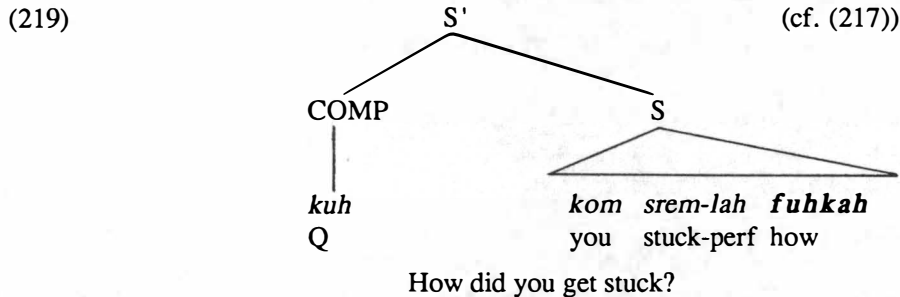 (219) S' (cf. (217))
COMP S
kuh kom srem-lah fuhkah
Q you stuck-perf how
How did you get stuck?